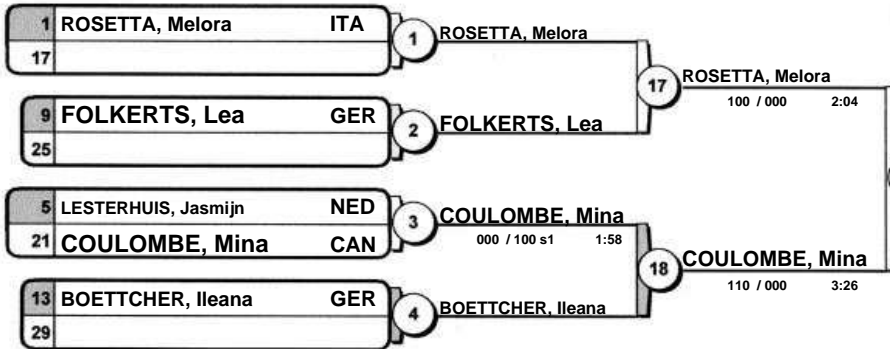 1 ROSETTA, Melora ITA
17
1 ROSETTA, Melora
17 ROSETTA, Melora
100 / 000 2:04
9 FOLKERTS, Lea GER
25
2 FOLKERTS, Lea
5 LESTERHUIS, Jasmijn NED
21 COULOMBE, Mina CAN
3 COULOMBE, Mina
000 / 100 s1 1:58
18 COULOMBE, Mina
110 / 000 3:26
13 BOETTCHER, Ileana GER
29
4 BOETTCHER, Ileana